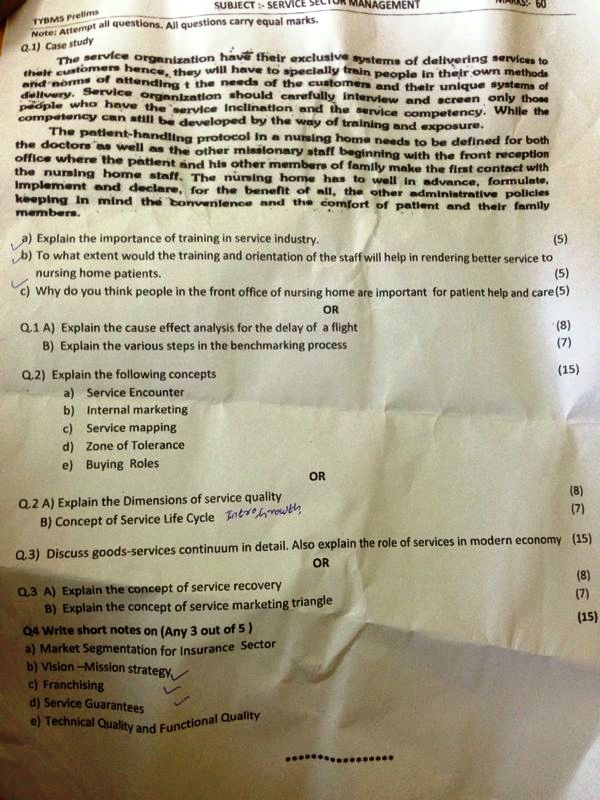 TYBMS Prelims
SUBJECT :- SERVICE SECTOR MANAGEMENT
MARKS:- 60
Note: Attempt all questions. All questions carry equal marks.
Q.1) Case study
The service organization have their exclusive systems of delivering services to
their customers hence, they will have to specially train people in their own methods
and norms of attending t the needs of the customers and their unique systems of
delivery. Service organization should carefully interview and screen only those
people who have the service inclination and the service competency. While the
competency can still be developed by the way of training and exposure.
The patient-handling protocol in a nursing home needs to be defined for both
the doctors as well as the other missionary staff beginning with the front reception
office where the patient and his other members of family make the first contact with
the nursing home staff. The nursing home has to well in advance, formulate,
implement and declare, for the benefit of all, the other administrative policies
keeping in mind the convenience and the comfort of patient and their family
members.
a) Explain the importance of training in service industry. (5)
b) To what extent would the training and orientation of the staff will help in rendering better service to
nursing home patients. (5)
c) Why do you think people in the front office of nursing home are important for patient help and care(5)
OR
Q.1 A) Explain the cause effect analysis for the delay of a flight (8)
B) Explain the various steps in the benchmarking process (7)
Q.2) Explain the following concepts (15)
a) Service Encounter
b) Internal marketing
c) Service mapping
d) Zone of Tolerance
e) Buying Roles
OR
Q.2 A) Explain the Dimensions of service quality (8)
B) Concept of Service Life Cycle Intro, Growth, (7)
Q.3) Discuss goods-services continuum in detail. Also explain the role of services in modern economy (15)
OR
Q.3 A) Explain the concept of service recovery (8)
B) Explain the concept of service marketing triangle (7)
Q4 Write short notes on (Any 3 out of 5 ) (15)
a) Market Segmentation for Insurance Sector
b) Vision –Mission strategy
c) Franchising
d) Service Guarantees
e) Technical Quality and Functional Quality
******************